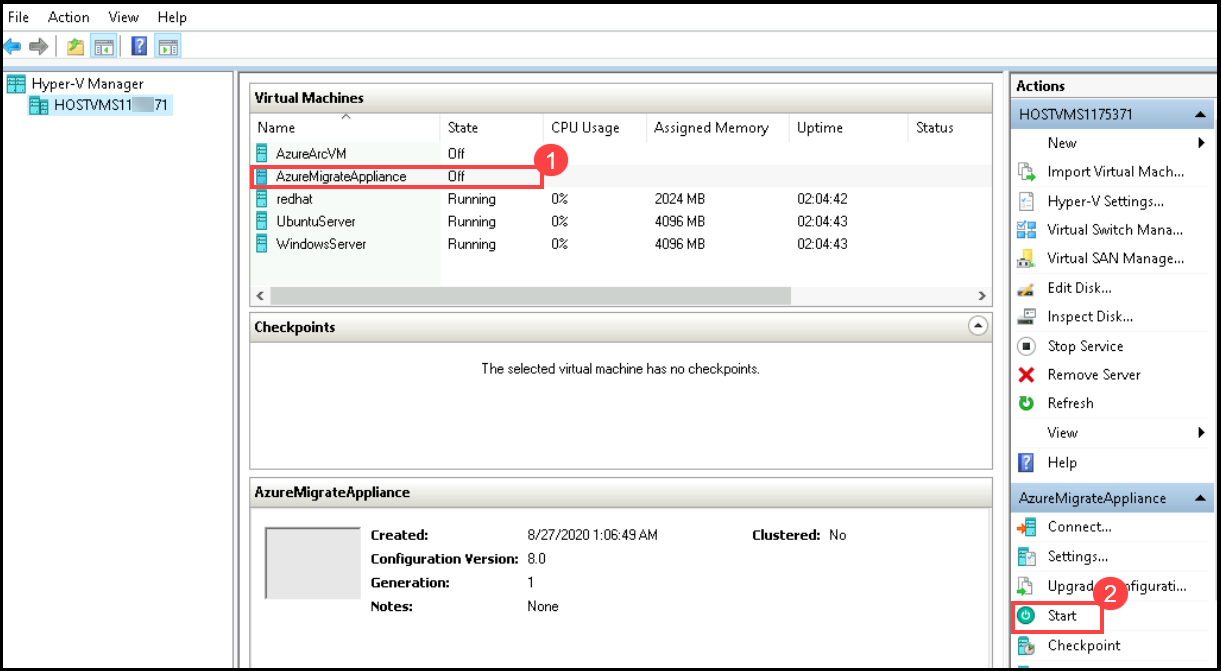 File Action View Help
Hyper-V Manager
HOSTVMS11 71
Virtual Machines
Name State CPU Usage Assigned Memory Uptime Status
AzureArcVM Off
AzureMigrateAppliance Off
1
redhat Running 0% 2024 MB 02:04:42
UbuntuServer Running 0% 4096 MB 02:04:43
WindowsServer Running 0% 4096 MB 02:04:43
Checkpoints
The selected virtual machine has no checkpoints.
AzureMigrateAppliance
Created: 8/27/2020 1:06:49 AM Clustered: No
Configuration Version: 8.0
Generation: 1
Notes: None
Actions
HOSTVMS1175371
New
Import Virtual Mach...
Hyper-V Settings...
Virtual Switch Mana...
Virtual SAN Manage...
Edit Disk...
Inspect Disk...
Stop Service
Remove Server
Refresh
View
Help
AzureMigrateAppliance
Connect...
Settings...
Upgrad figurati...
2
Start
Checkpoint